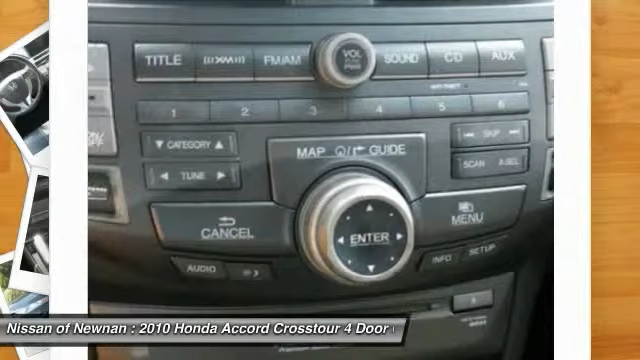 TITLE ((XM)) FM/AM VOL SOUND CD AUX
1 2 3 4 5 6
▼ CATEGORY ▲ SKIP
MAP GUIDE
TUNE SCAN A.SEL
CANCEL ENTER MENU
AUDIO INFO SETUP
Nissan of Newnan : 2010 Honda Accord Crosstour 4 Door